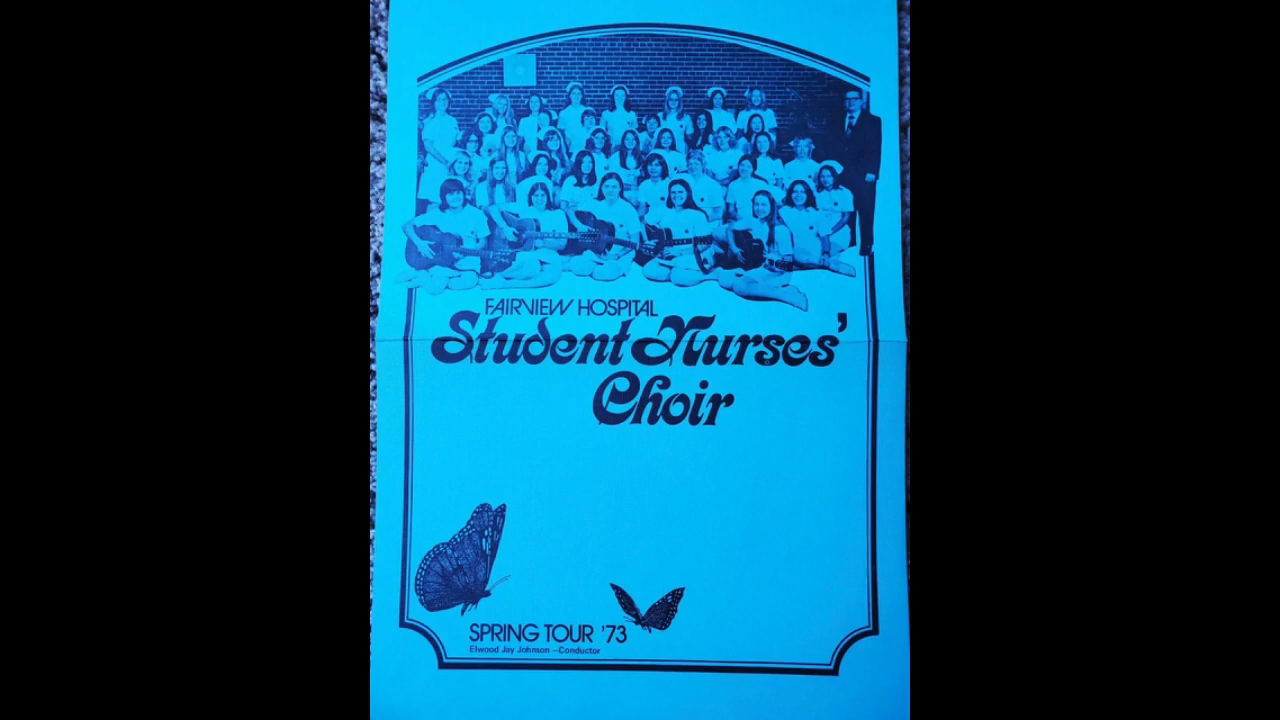 FAIRVIEW HOSPITAL
Student Nurses'
Choir
SPRING TOUR '73
Elwood Jay Johnson —Conductor